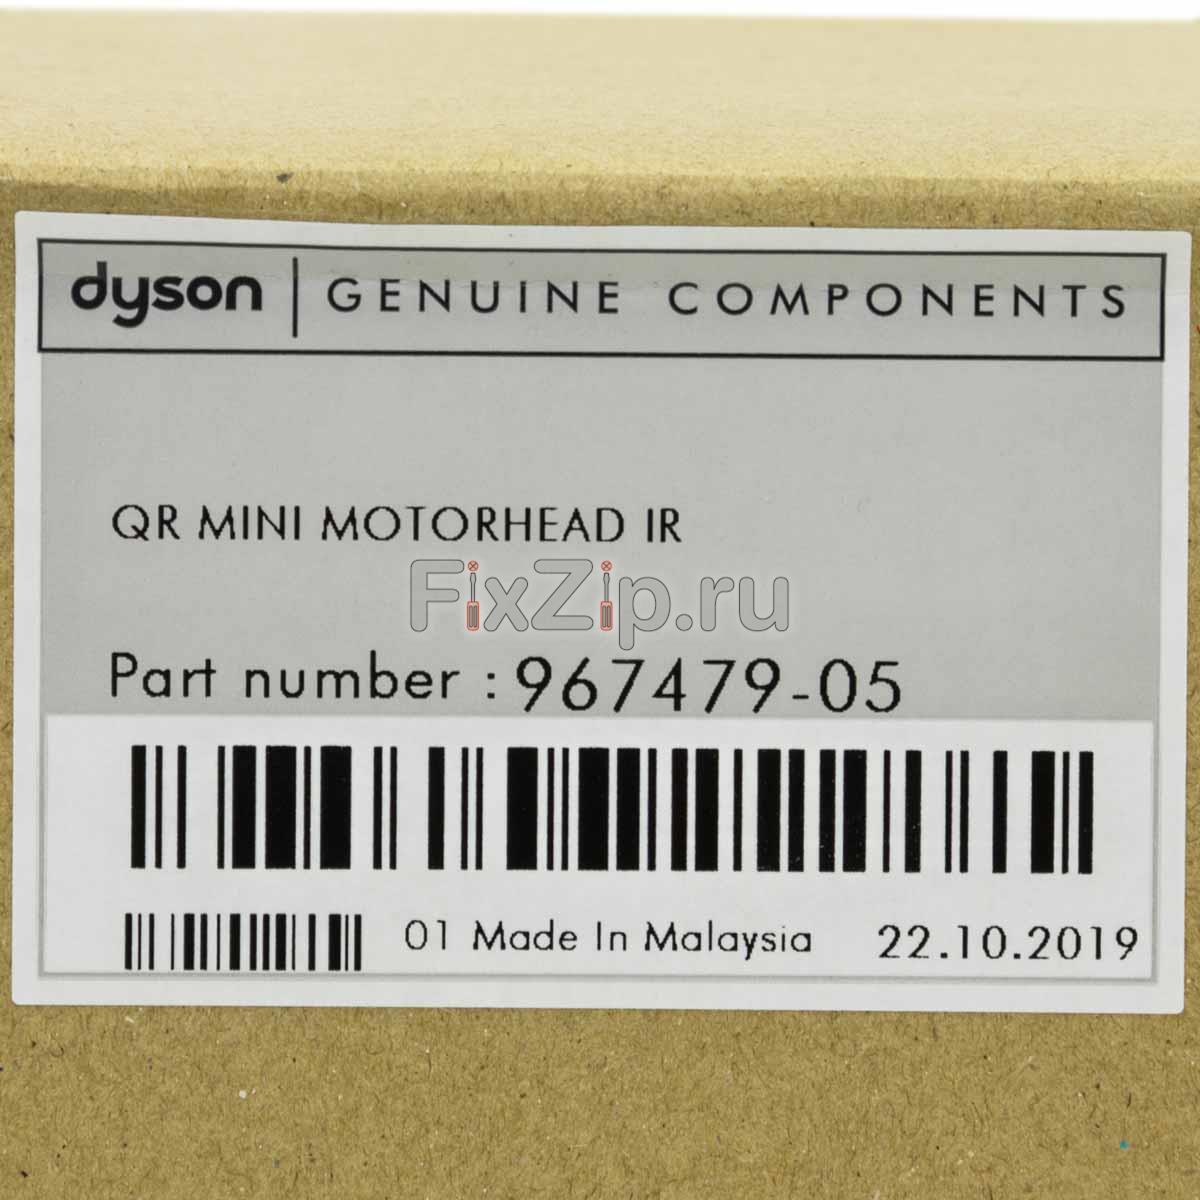 dyson | GENUINE COMPONENTS
QR MINI MOTORHEAD IR
FixZip.ru
Part number : 967479-05
01 Made In Malaysia 22.10.2019